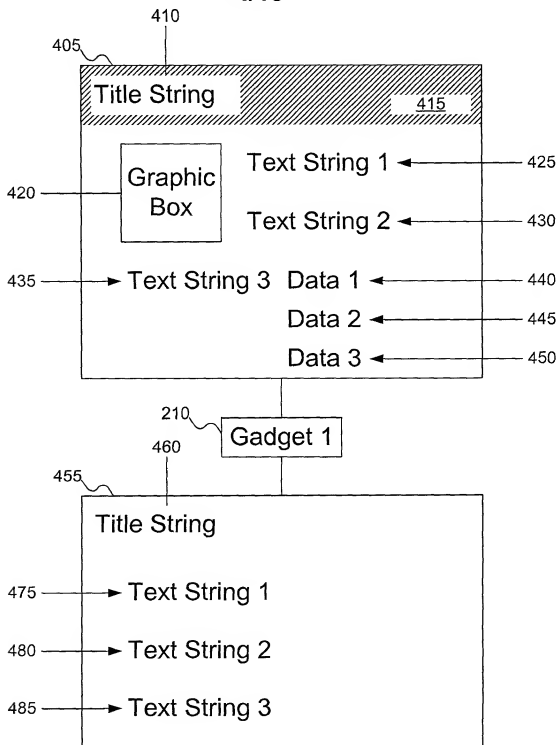 410
405
Title String
415
Graphic
Box
Text String 1
425
420
Text String 2
430
435
Text String 3
Data 1
440
Data 2
445
Data 3
450
210
Gadget 1
460
455
Title String
475
Text String 1
480
Text String 2
485
Text String 3